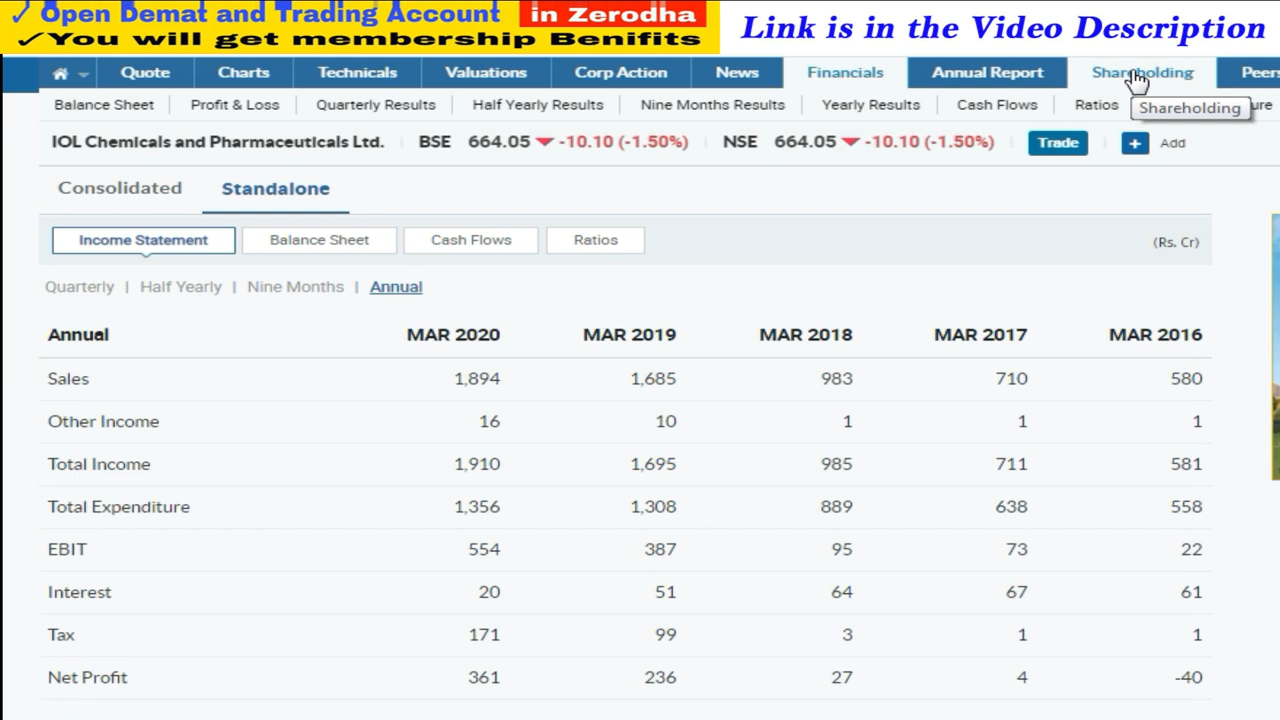 ✓ Open Demat and Trading Account in Zerodha
✓You will get membership Benifits
Link is in the Video Description
Quote Charts Technicals Valuations Corp Action News Financials Annual Report Shareholding Peers
Balance Sheet | Profit & Loss | Quarterly Results | Half Yearly Results | Nine Months Results | Yearly Results | Cash Flows | Ratios
Shareholding
IOL Chemicals and Pharmaceuticals Ltd. | BSE 664.05 -10.10 (-1.50%) | NSE 664.05 -10.10 (-1.50%) | Trade | + Add
Consolidated Standalone
Income Statement Balance Sheet Cash Flows Ratios (Rs. Cr)
Quarterly | Half Yearly | Nine Months | Annual
Annual MAR 2020 MAR 2019 MAR 2018 MAR 2017 MAR 2016
Sales 1,894 1,685 983 710 580
Other Income 16 10 1 1 1
Total Income 1,910 1,695 985 711 581
Total Expenditure 1,356 1,308 889 638 558
EBIT 554 387 95 73 22
Interest 20 51 64 67 61
Tax 171 99 3 1 1
Net Profit 361 236 27 4 -40